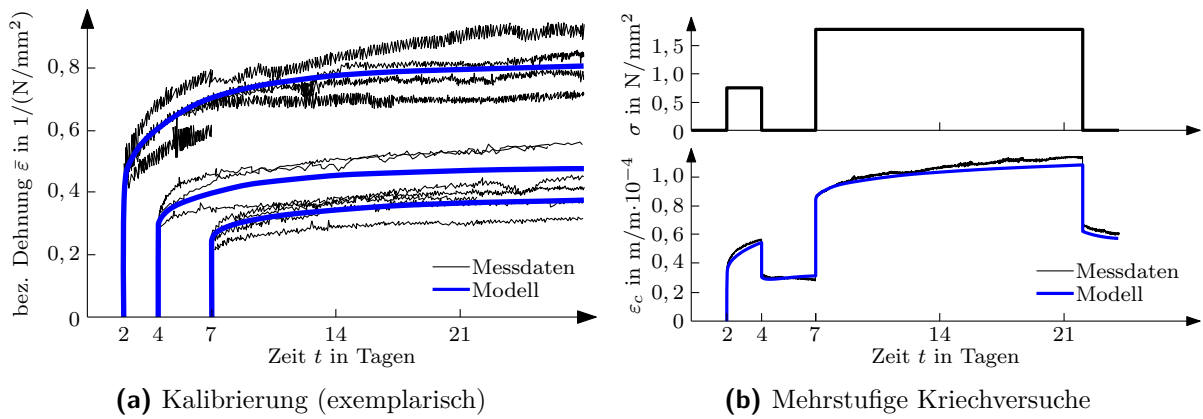 bez. Dehnung ε̄ in 1/(N/mm²)
0,8
0,6
0,4
0,2
0
2 4 7 14 21
Zeit t in Tagen
Messdaten
Modell
(a) Kalibrierung (exemplarisch)
σ in N/mm²
1,5
1,0
0,5
0
ε_c in m/m·10⁻⁴
1,0
0,8
0,6
0,4
0,2
0
2 4 7 14 21
Zeit t in Tagen
Messdaten
Modell
(b) Mehrstufige Kriechversuche